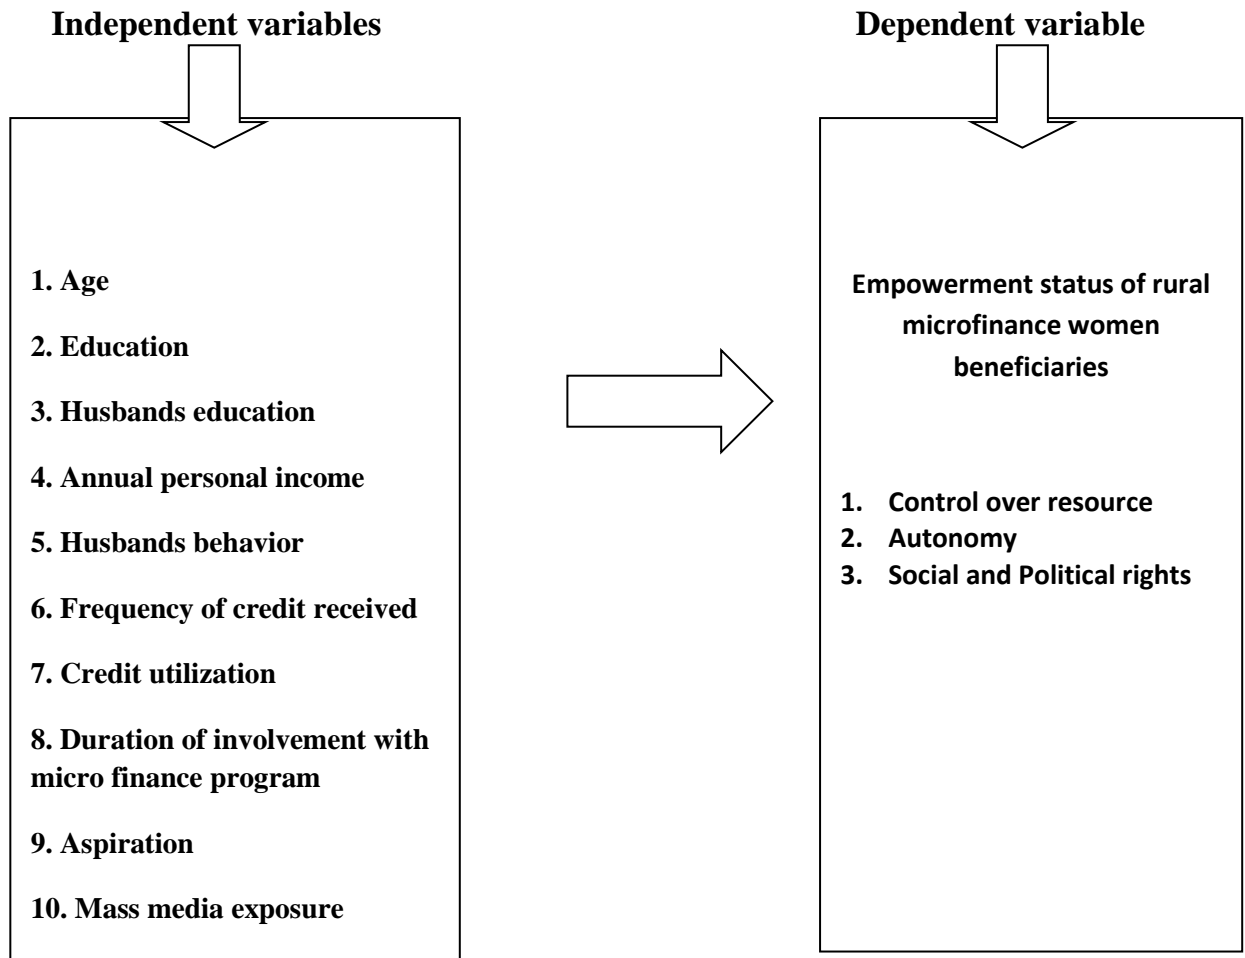 Independent variables
1. Age
2. Education
3. Husbands education
4. Annual personal income
5. Husbands behavior
6. Frequency of credit received
7. Credit utilization
8. Duration of involvement with
micro finance program
9. Aspiration
10. Mass media exposure
Dependent variable
Empowerment status of rural
microfinance women
beneficiaries
1. Control over resource
2. Autonomy
3. Social and Political rights